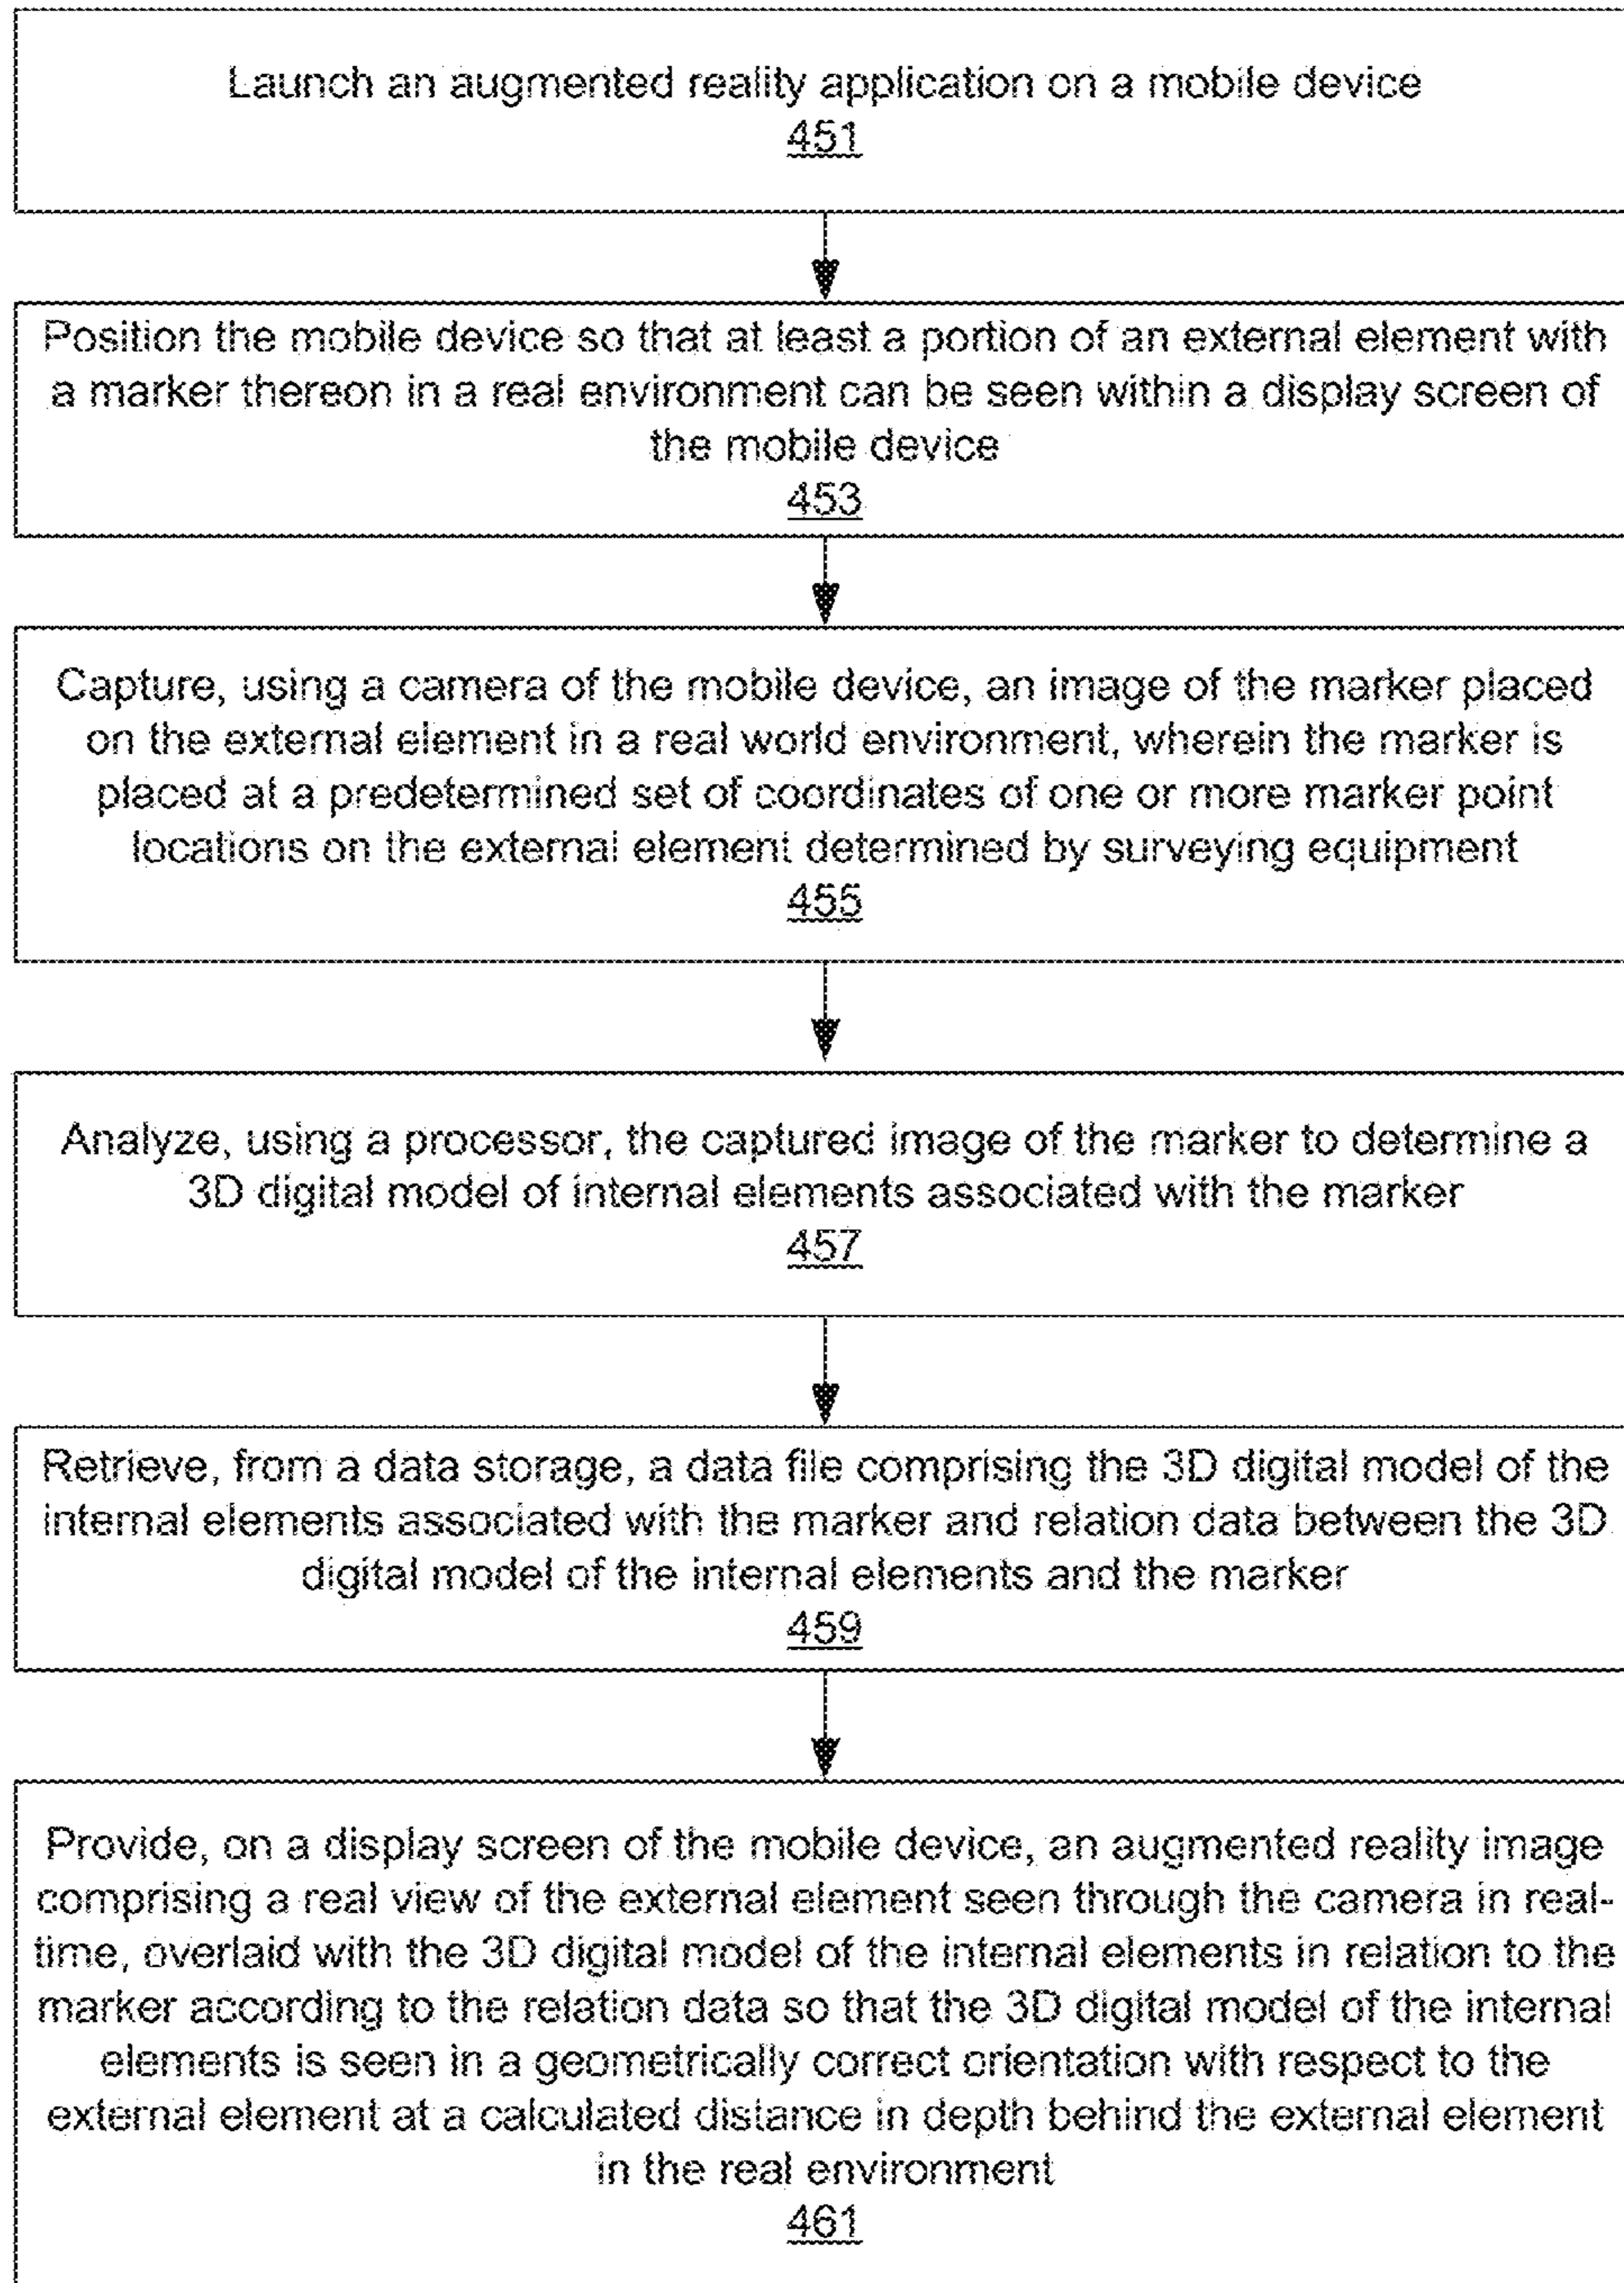 Launch an augmented reality application on a mobile device
451
Position the mobile device so that at least a portion of an external element with
a marker thereon in a real environment can be seen within a display screen of
the mobile device
453
Capture, using a camera of the mobile device, an image of the marker placed
on the external element in a real world environment, wherein the marker is
placed at a predetermined set of coordinates of one or more marker point
locations on the external element determined by surveying equipment
455
Analyze, using a processor, the captured image of the marker to determine a
3D digital model of internal elements associated with the marker
457
Retrieve, from a data storage, a data file comprising the 3D digital model of the
internal elements associated with the marker and relation data between the 3D
digital model of the internal elements and the marker
459
Provide, on a display screen of the mobile device, an augmented reality image
comprising a real view of the external element seen through the camera in real-
time, overlaid with the 3D digital model of the internal elements in relation to the
marker according to the relation data so that the 3D digital model of the internal
elements is seen in a geometrically correct orientation with respect to the
external element at a calculated distance in depth behind the external element
in the real environment
461